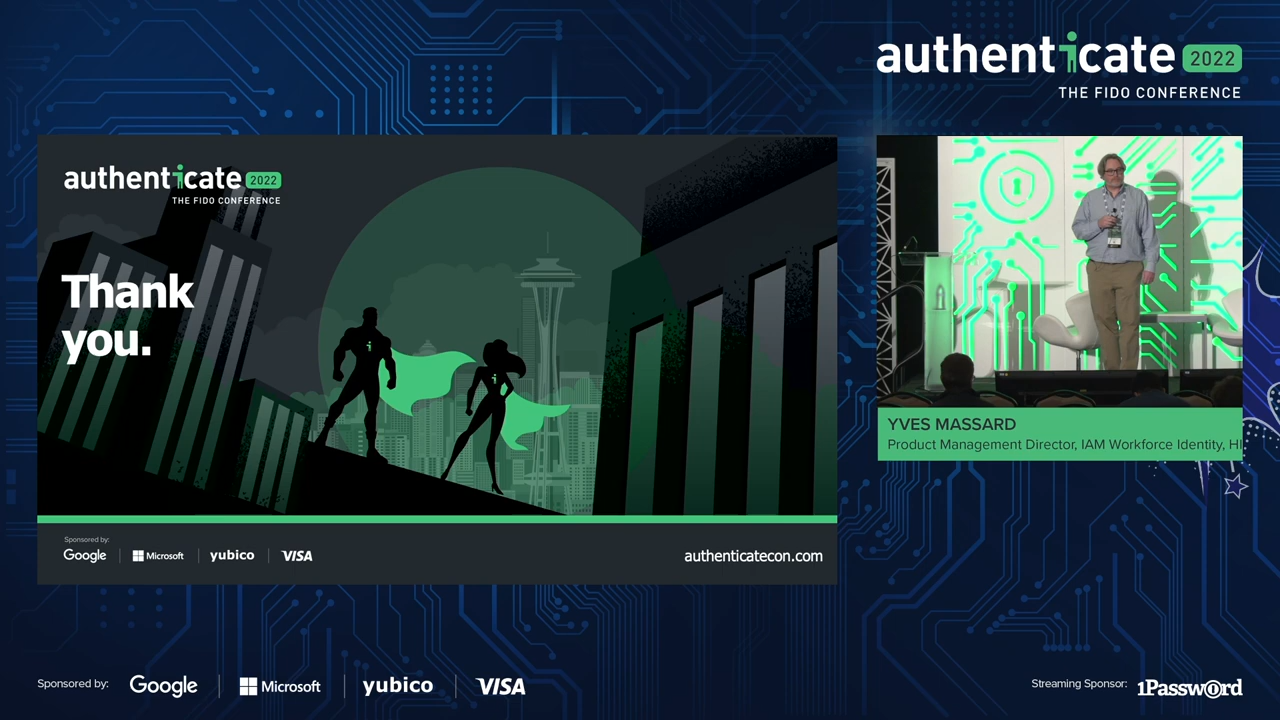 authenticate 2022
THE FIDO CONFERENCE
authenticate 2022
THE FIDO CONFERENCE
Thank
you.
Sponsored by:
Google Microsoft yubico VISA
authenticatecon.com
YVES MASSARD
Product Management Director, IAM Workforce Identity, HI
Sponsored by: Google Microsoft yubico VISA
Streaming Sponsor: 1Password